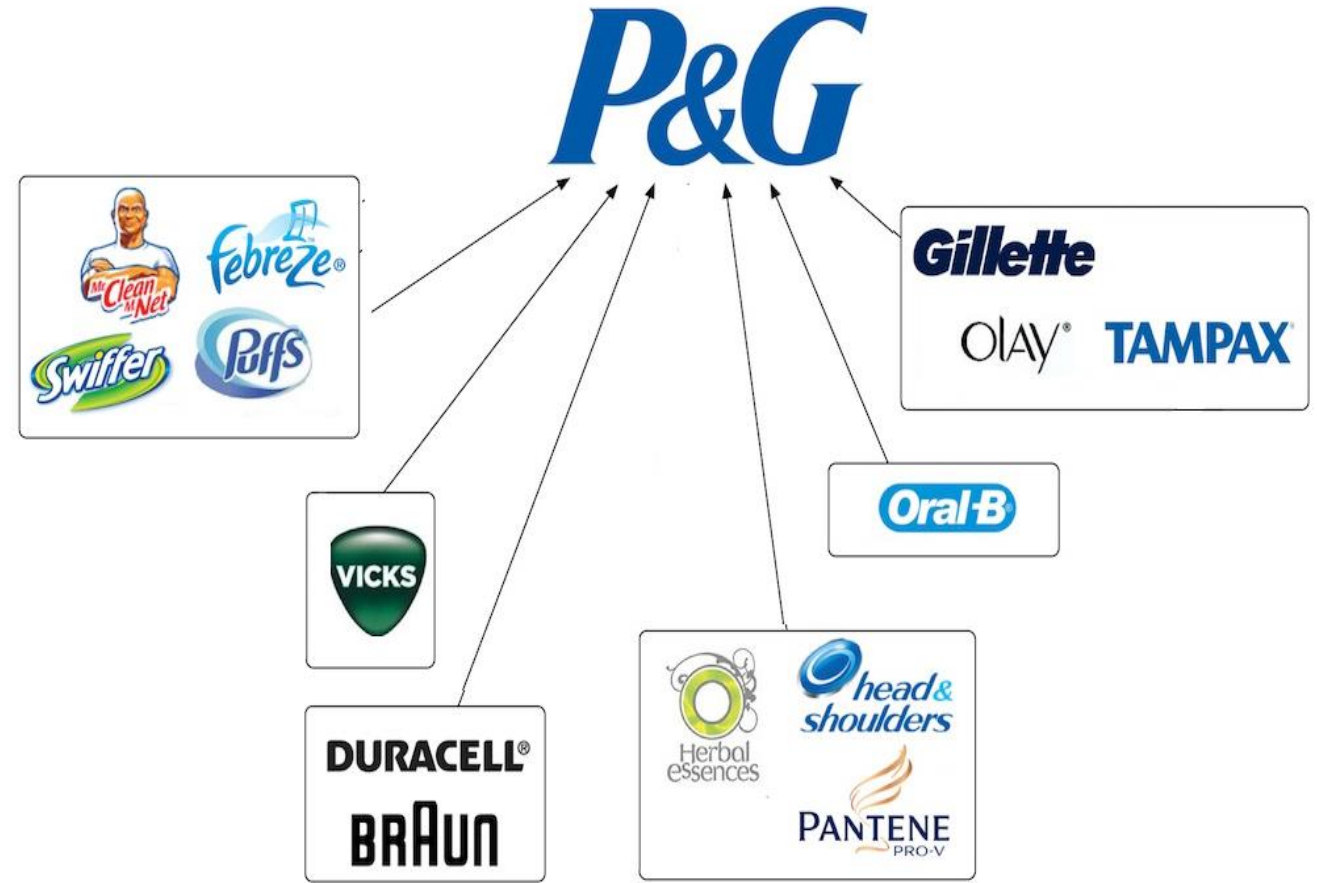 P&G
Mr.
Clean
M.
Net
febreze®
Swiffer
Puffs
Gillette
OLAY®
TAMPAX
Oral-B
VICKS
DURACELL®
BRAUN
Herbal
essences
head&
shoulders
PANTENE
PRO-V